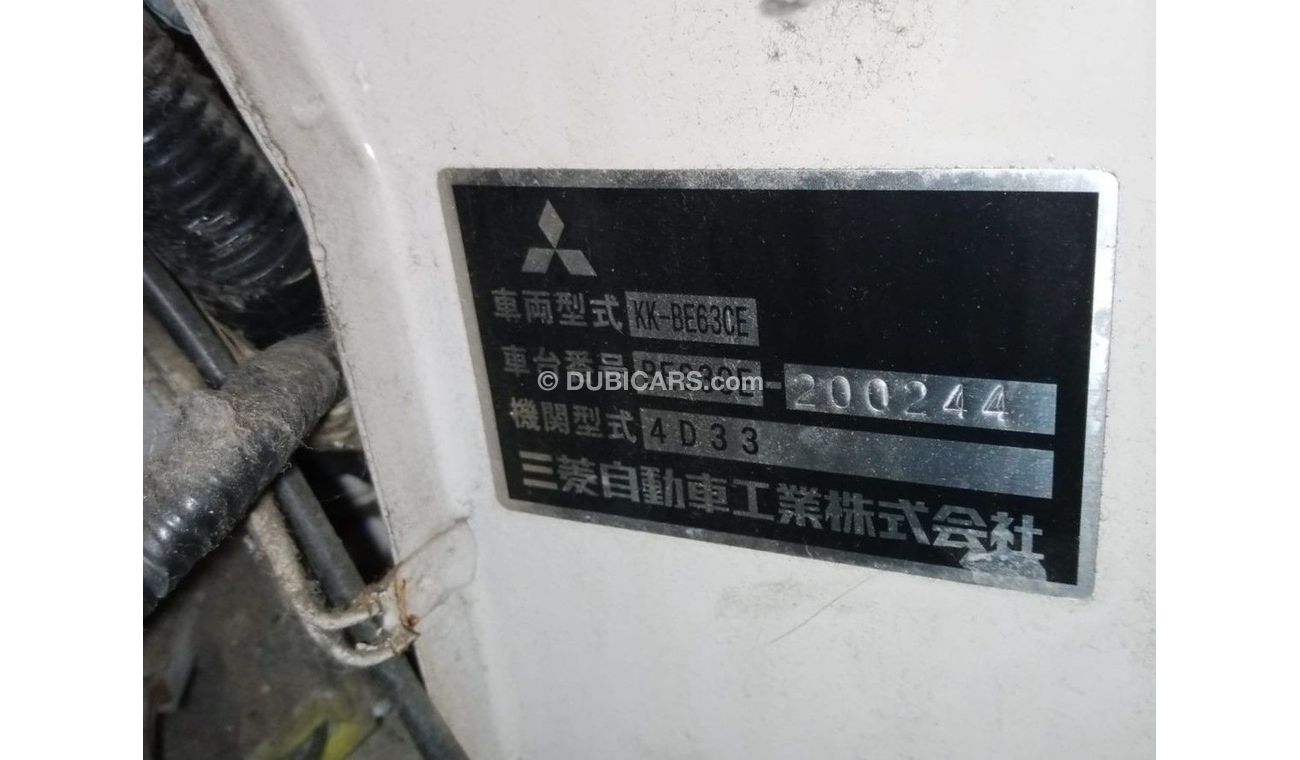 車両型式 KK-BE63CE
車台番号 BE63CE-200244
© DUBICARS.com
機関型式 4D33
三菱自動車工業株式会社